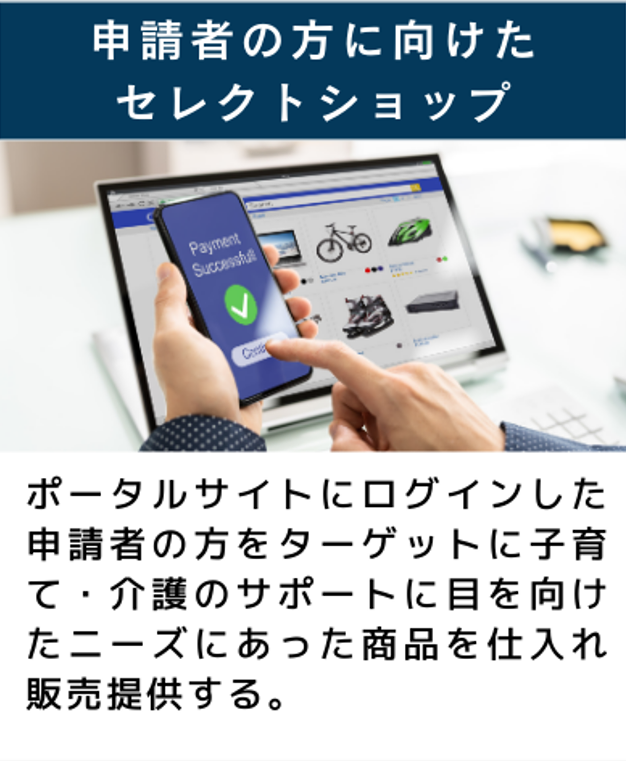 申請者の方に向けた
セレクトショップ
Payment
Successful!
ポータルサイトにログインした
申請者の方をターゲットに子育
て・介護のサポートに目を向け
たニーズにあった商品を仕入れ
販売提供する。